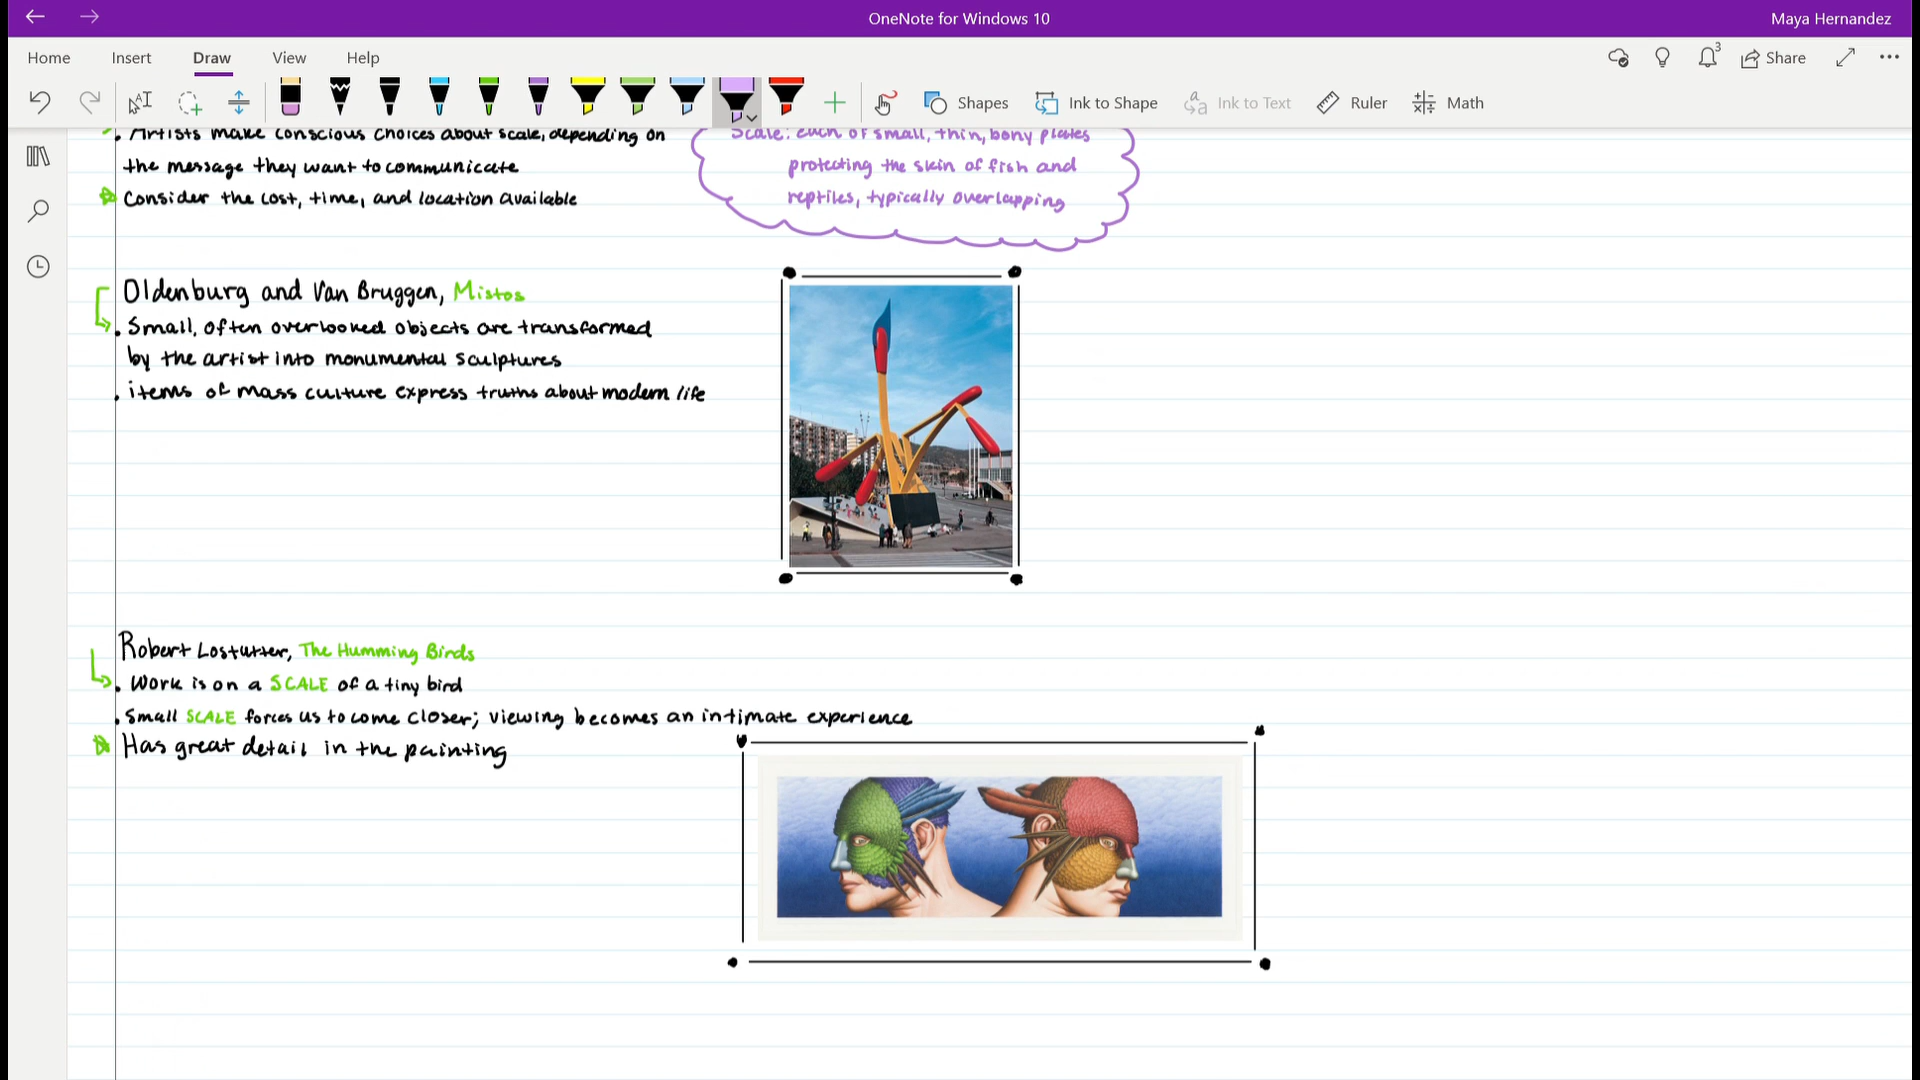 OneNote for Windows 10
Maya Hernandez
Home
Insert
Draw
View
Help
3
Share
Shapes
Ink to Shape
Ink to Text
Ruler
Math
. Artists make conscious choices about scale, depending on
the message they want to communicate
Consider the cost, time, and location available
Scale: each of small, thin, bony plates
protecting the skin of fish and
reptiles, typically overlapping
Oldenburg and Van Bruggen, Mistos
. Small, often overlooked objects are transformed
by the artist into monumental sculptures
. items of mass culture express truths about modern life
Robert Lostutter, The Humming Birds
. Work is on a SCALE of a tiny bird
. Small SCALE forces us to come closer; viewing becomes an intimate experience
Has great detail in the painting